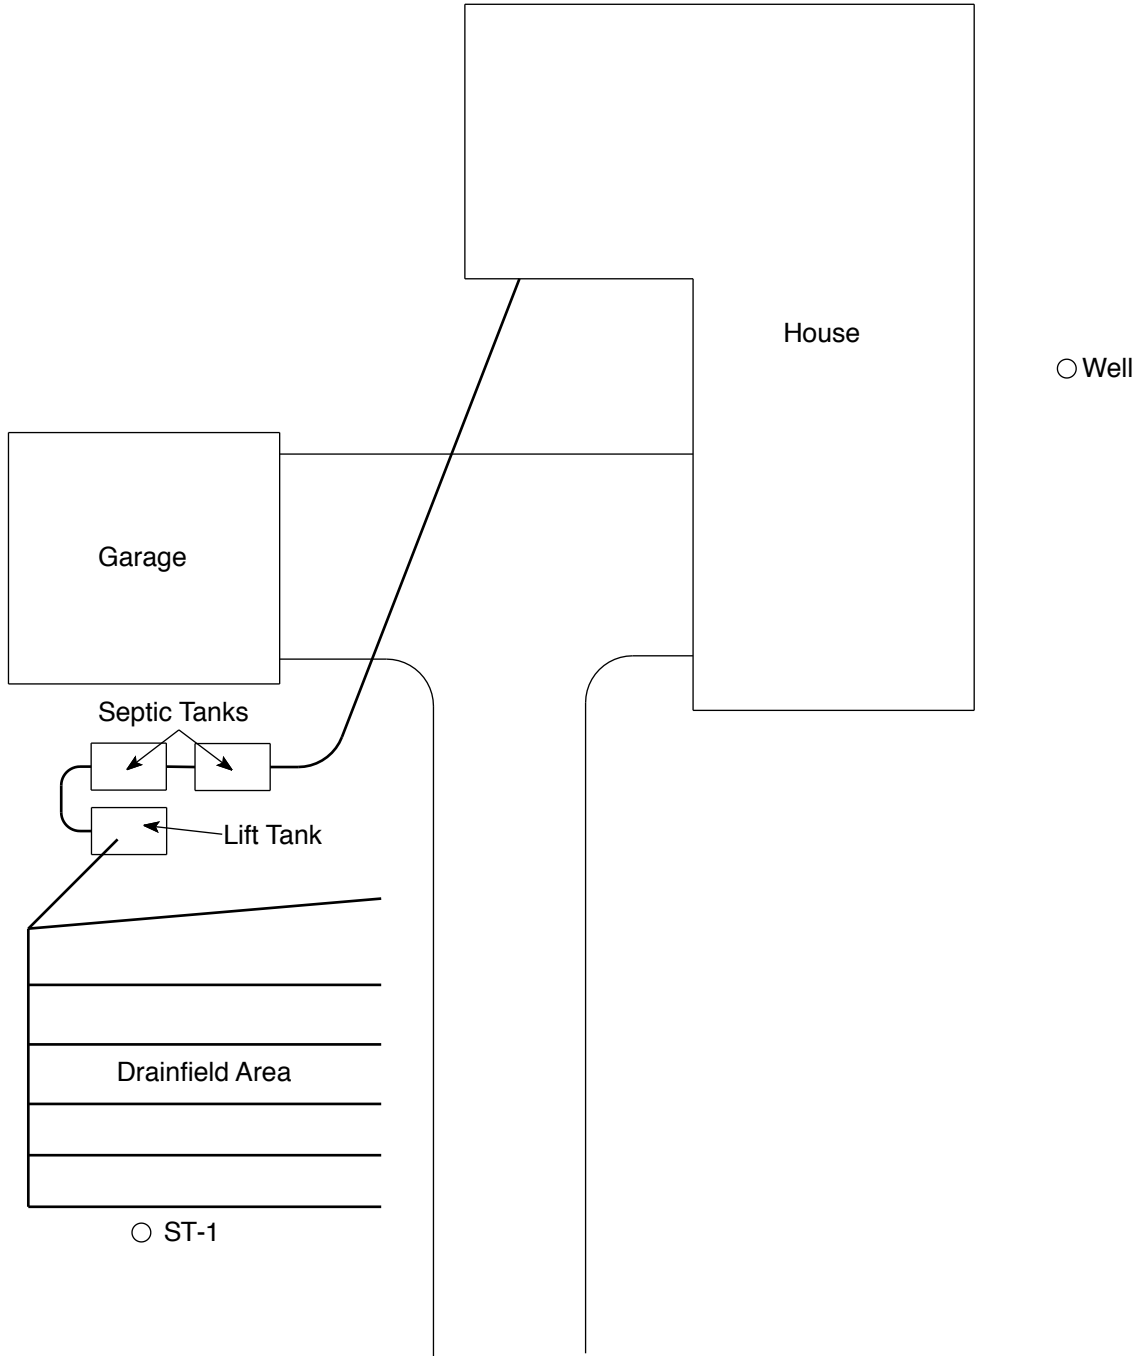 House
Well
Garage
Septic Tanks
Lift Tank
Drainfield Area
ST-1